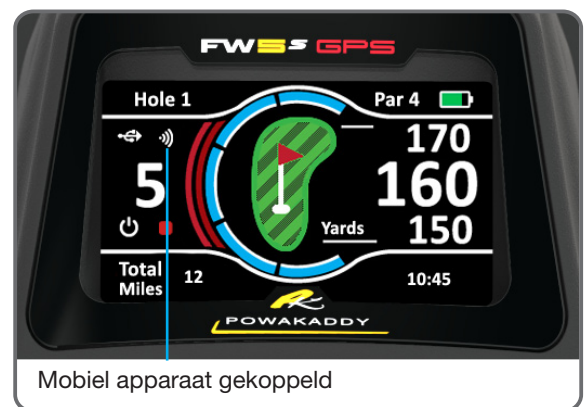 FW5s GPS
Hole 1
Par 4
170
5
160
Yards
150
Total
Miles
12
10:45
POWAKADDY
Mobiel apparaat gekoppeld